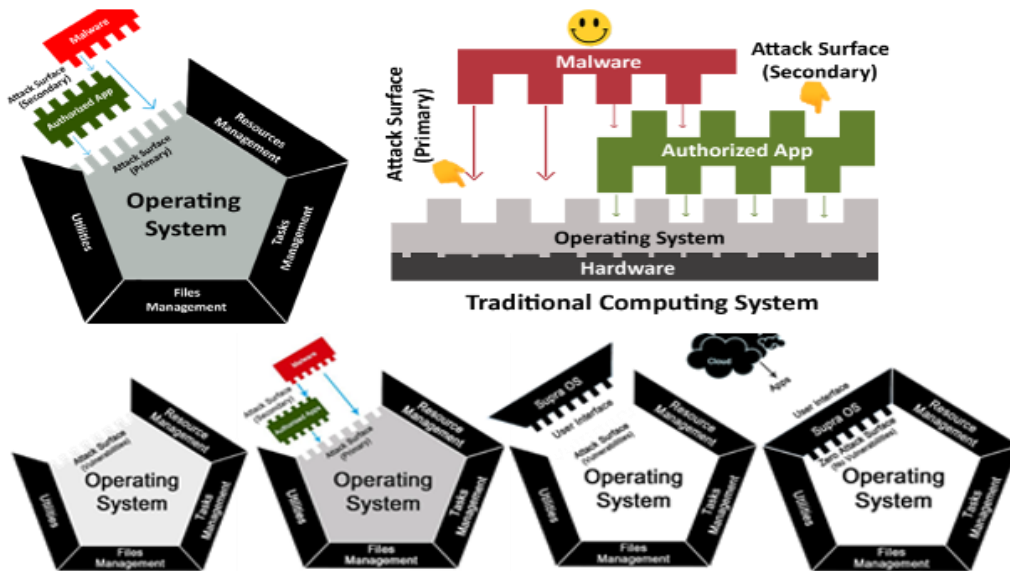 Malware
Attack Surface
(Secondary)
Authorized App
Attack Surface
(Primary)
Resources
Management
Operating
System
Utilities
Tasks
Management
Files
Management
Malware
Attack Surface
(Secondary)
Attack Surface
(Primary)
Authorized App
Operating System
Hardware
Traditional Computing System
Resource
Management
Attack Surface
(Vulnerabilities)
Operating
System
Utilities
Tasks
Management
Files
Management
Malware
Attack Surface
(Secondary)
Authorized Apps
Attack Surface
(Primary)
Resource
Management
Operating
System
Utilities
Tasks
Management
Files
Management
Supra OS
User Interface
Attack Surface
(Vulnerabilities)
Resource
Management
Operating
System
Utilities
Tasks
Management
Files
Management
Cloud
Apps
User Interface
Supra OS
Zero Attack Surface
(No Vulnerabilities)
Resource
Management
Operating
System
Utilities
Tasks
Management
Files
Management